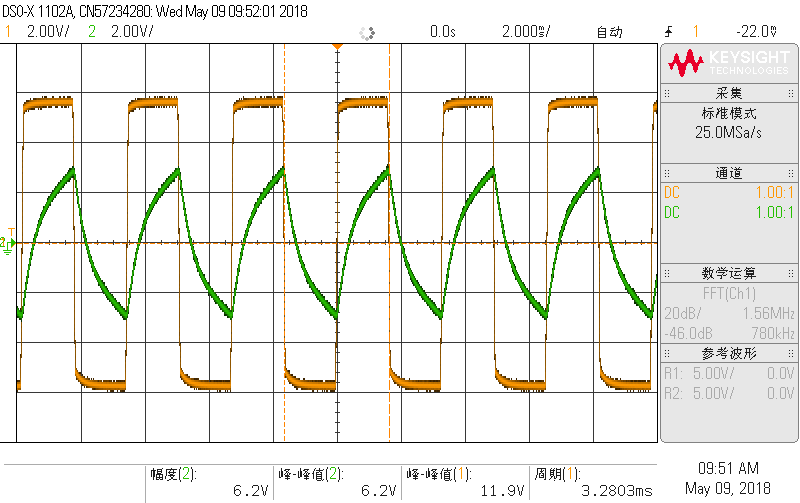 DSO-X 1102A, CN57234280: Wed May 09 09:52:01 2018
1 2.00V/ 2 2.00V/ 0.0s 2.000ms/ 自动 1 -22.0m
KEYSIGHT
TECHNOLOGIES
采集
标准模式
25.0MSa/s
通道
DC 1.00:1
DC 1.00:1
数学运算
FFT(Ch1)
20dB/ 1.56MHz
-46.0dB 780kHz
参考波形
R1: 5.00V/ 0.0V
R2: 5.00V/ 0.0V
T
2
幅度(2): 峰-峰值(2): 峰-峰值(1): 周期(1):
6.2V 6.2V 11.9V 3.2803ms
09:51 AM
May 09, 2018